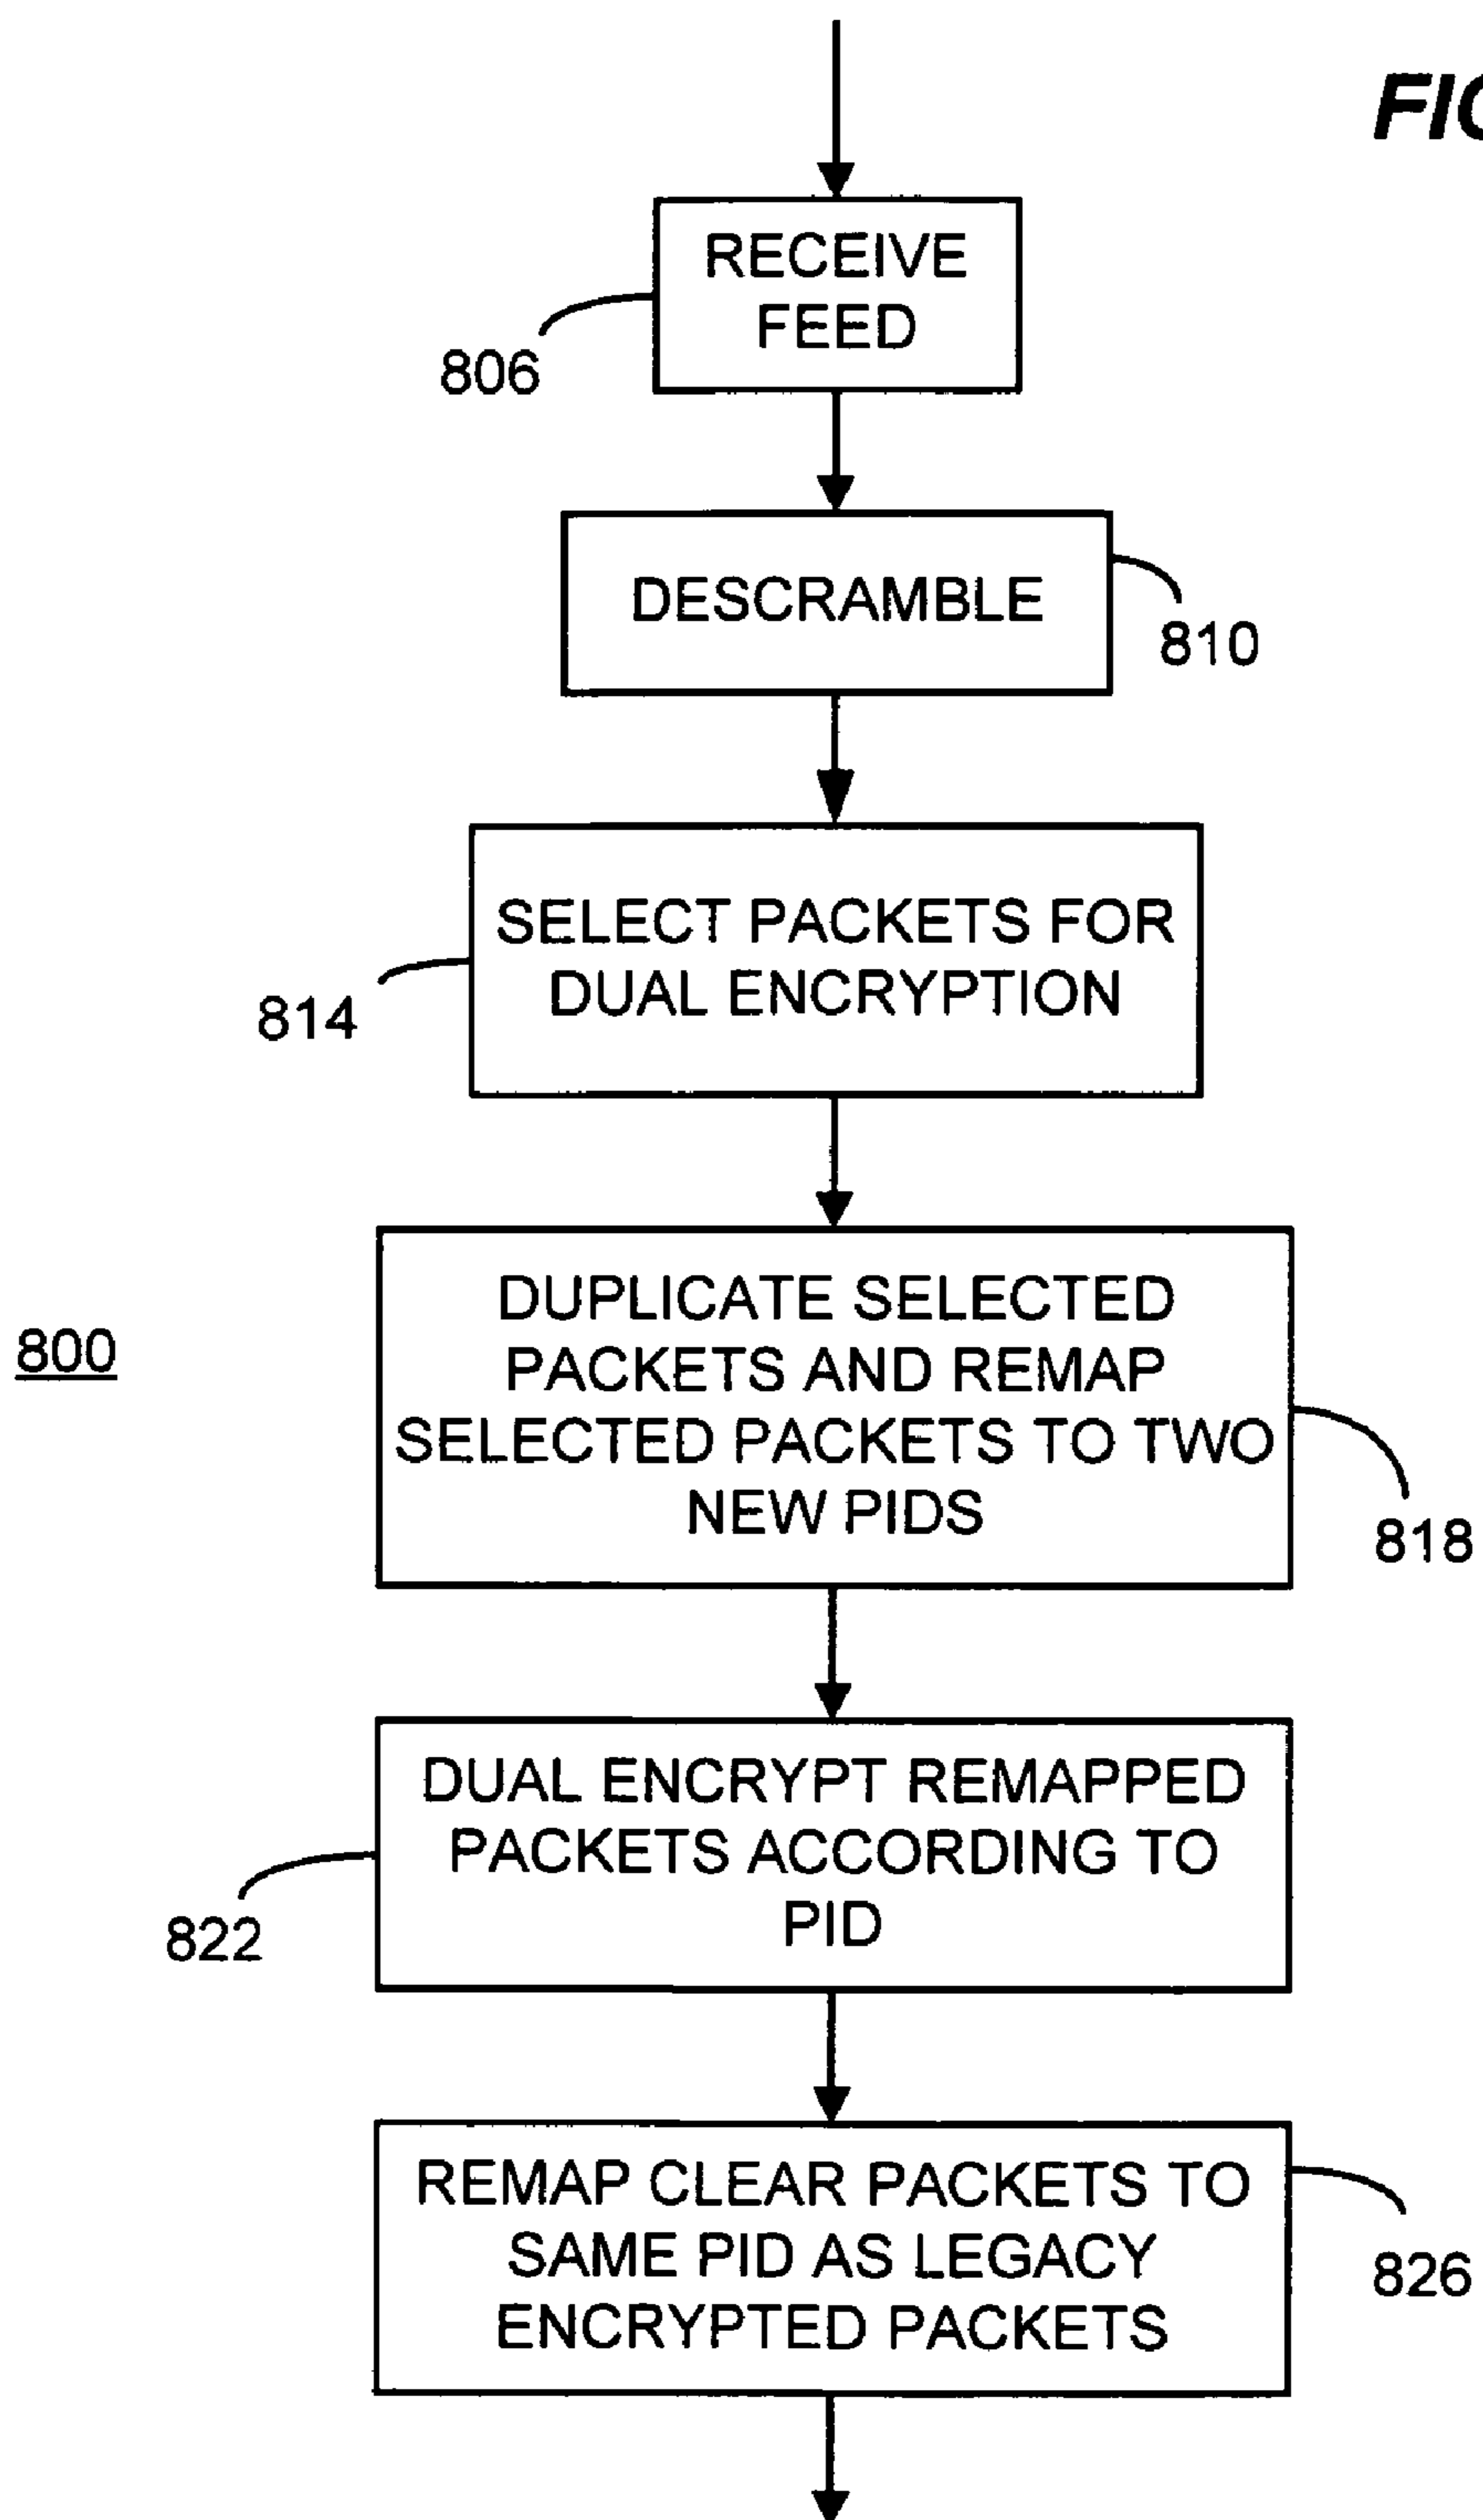 RECEIVE
FEED
806
DESCRAMBLE
810
SELECT PACKETS FOR
DUAL ENCRYPTION
814
800
DUPLICATE SELECTED
PACKETS AND REMAP
SELECTED PACKETS TO TWO
NEW PIDS
818
DUAL ENCRYPT REMAPPED
PACKETS ACCORDING TO
PID
822
REMAP CLEAR PACKETS TO
SAME PID AS LEGACY
ENCRYPTED PACKETS
826